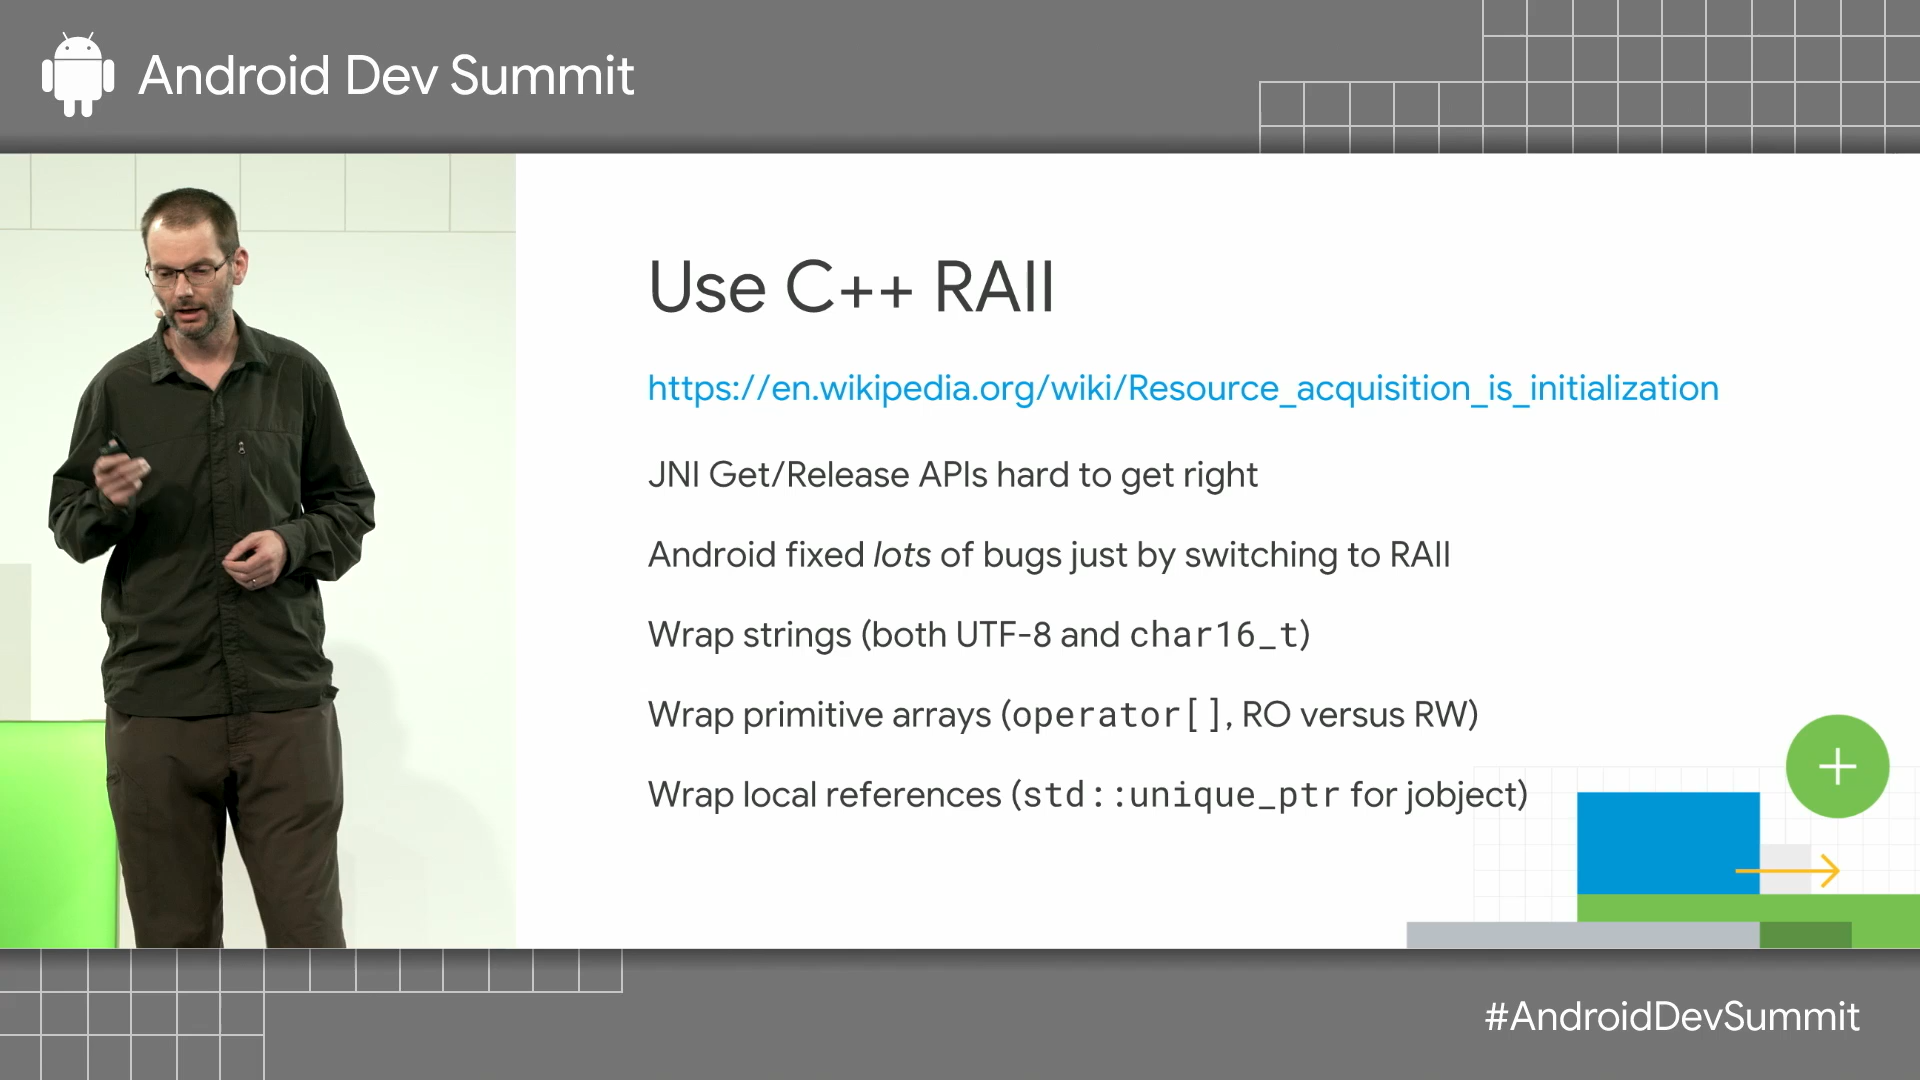 Android Dev Summit
Use C++ RAII
https://en.wikipedia.org/wiki/Resource_acquisition_is_initialization
JNI Get/Release APIs hard to get right
Android fixed lots of bugs just by switching to RAII
Wrap strings (both UTF-8 and char16_t)
Wrap primitive arrays (operator[], RO versus RW)
Wrap local references (std::unique_ptr for jobject)
#AndroidDevSummit